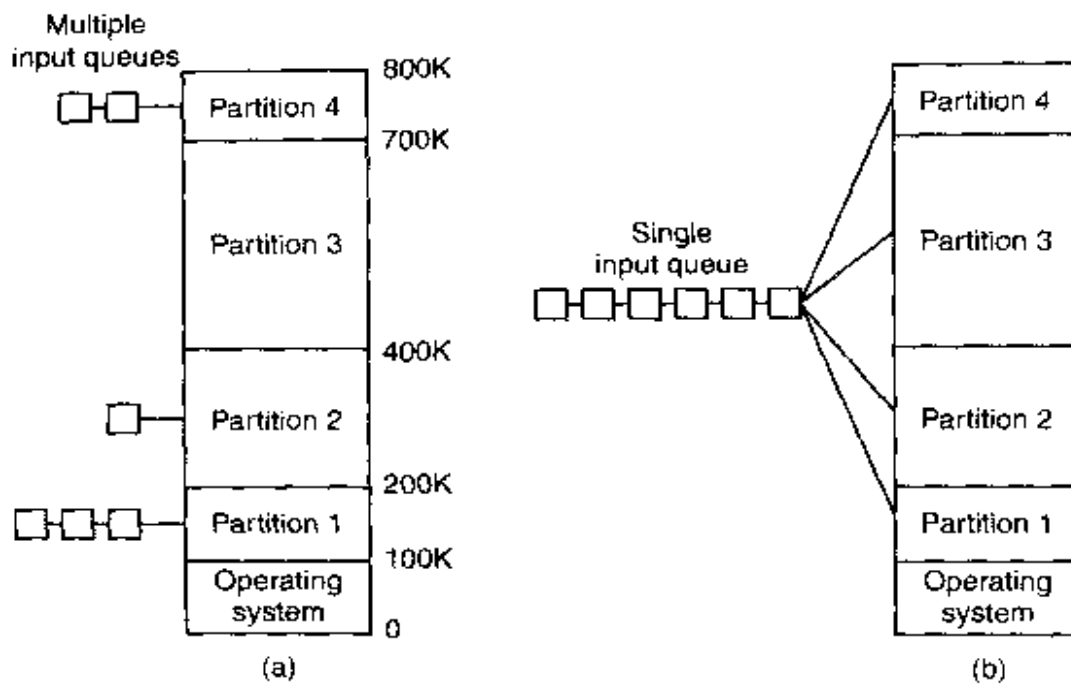 Multiple
input queues
800K
Partition 4
700K
Partition 3
400K
Partition 2
200K
Partition 1
100K
Operating
system
0
(a)
Single
input queue
Partition 4
Partition 3
Partition 2
Partition 1
Operating
system
(b)